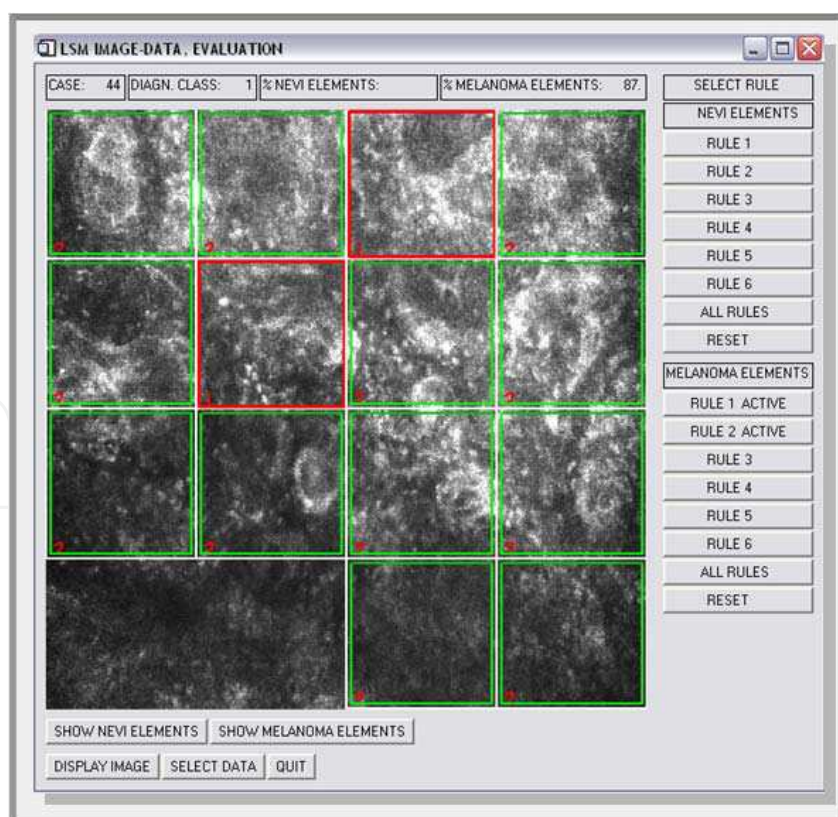 LSM IMAGE-DATA, EVALUATION
CASE: 44 DIAGN. CLASS: 1 % NEVI ELEMENTS: % MELANOMA ELEMENTS: 87.
SELECT RULE
NEVI ELEMENTS
RULE 1
RULE 2
RULE 3
RULE 4
RULE 5
RULE 6
ALL RULES
RESET
MELANOMA ELEMENTS
RULE 1 ACTIVE
RULE 2 ACTIVE
RULE 3
RULE 4
RULE 5
RULE 6
ALL RULES
RESET
SHOW NEVI ELEMENTS SHOW MELANOMA ELEMENTS
DISPLAY IMAGE SELECT DATA QUIT